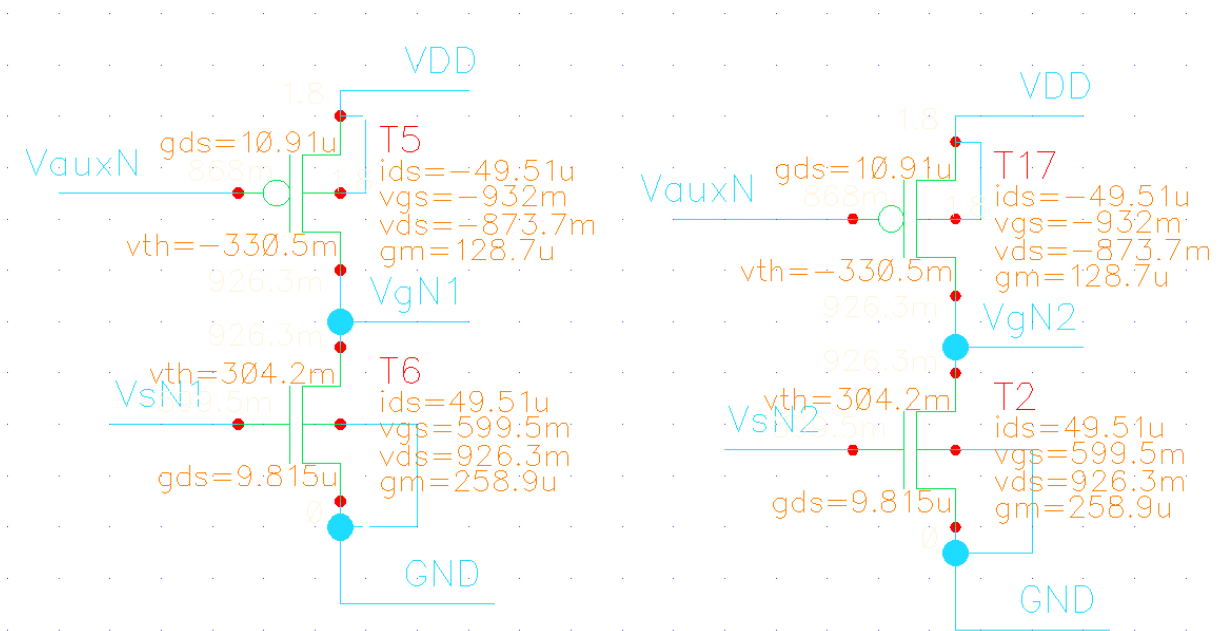 VDD
1.8
gds=10.91u
T5
VauxN
868m
ids=-49.51u
vgs=-932m
vds=-873.7m
gm=128.7u
vth=-330.5m
926.3m
VgN1
926.3m
vth=304.2m
T6
VsN1
ids=49.51u
vgs=599.5m
vds=926.3m
gm=258.9u
gds=9.815u
0
GND
VDD
1.8
gds=10.91u
T17
VauxN
868m
1.8
ids=-49.51u
vgs=-932m
vds=-873.7m
gm=128.7u
vth=-330.5m
926.3m
VgN2
926.3m
vth=304.2m
T2
VsN2
ids=49.51u
vgs=599.5m
vds=926.3m
gm=258.9u
gds=9.815u
0
GND